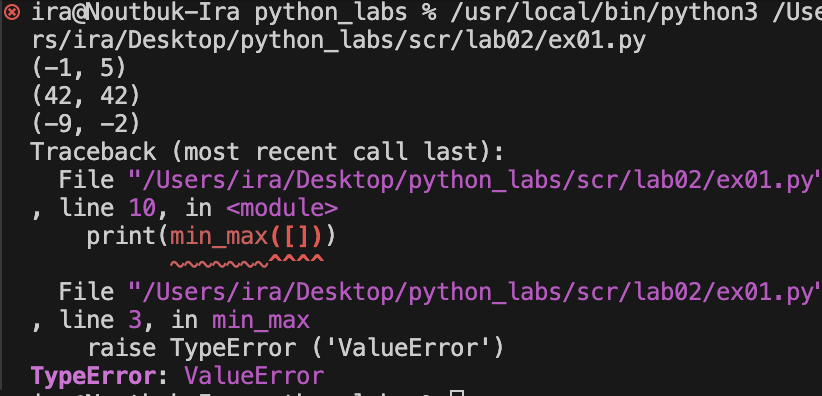 ira@Noutbuk-Ira python_labs % /usr/local/bin/python3 /Use
rs/ira/Desktop/python_labs/scr/lab02/ex01.py
(-1, 5)
(42, 42)
(-9, -2)
Traceback (most recent call last):
  File "/Users/ira/Desktop/python_labs/scr/lab02/ex01.py"
, line 10, in <module>
    print(min_max([]))
          ~~~~~~~^^^^
  File "/Users/ira/Desktop/python_labs/scr/lab02/ex01.py"
, line 3, in min_max
    raise TypeError ('ValueError')
TypeError: ValueError